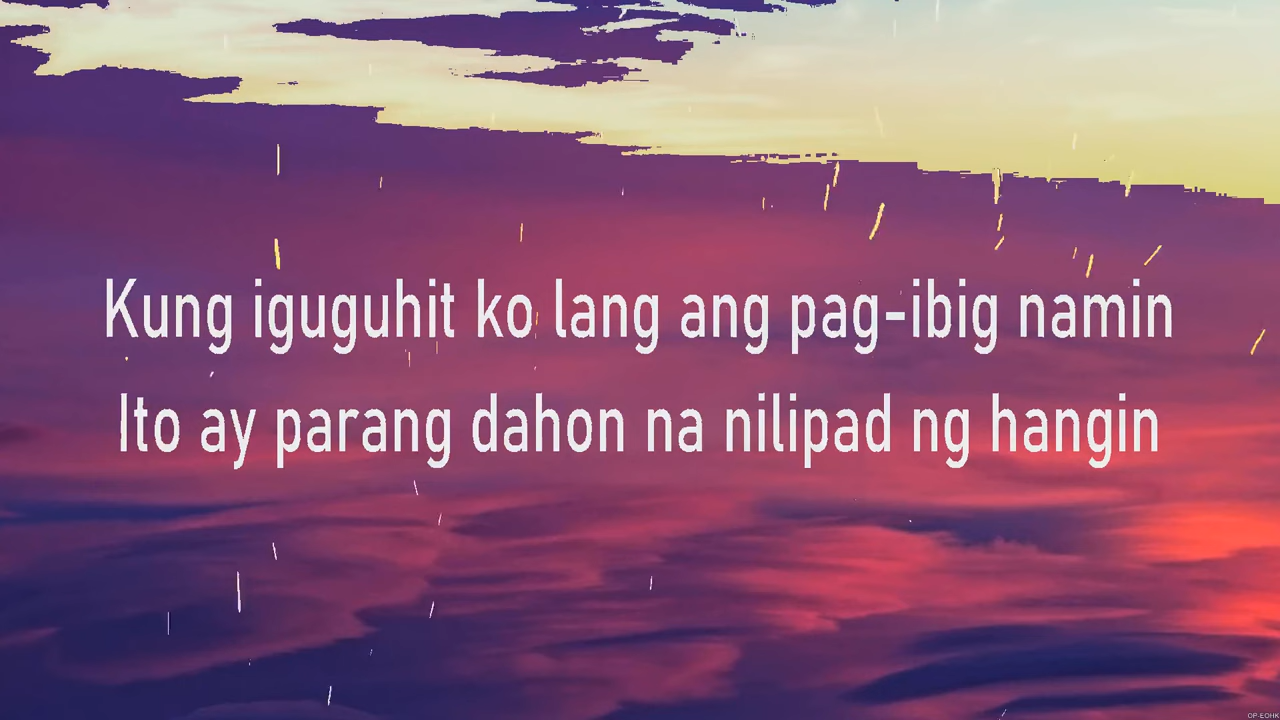 Kung iguguhit ko lang ang pag-ibig namin
Ito ay parang dahon na nilipad ng hangin